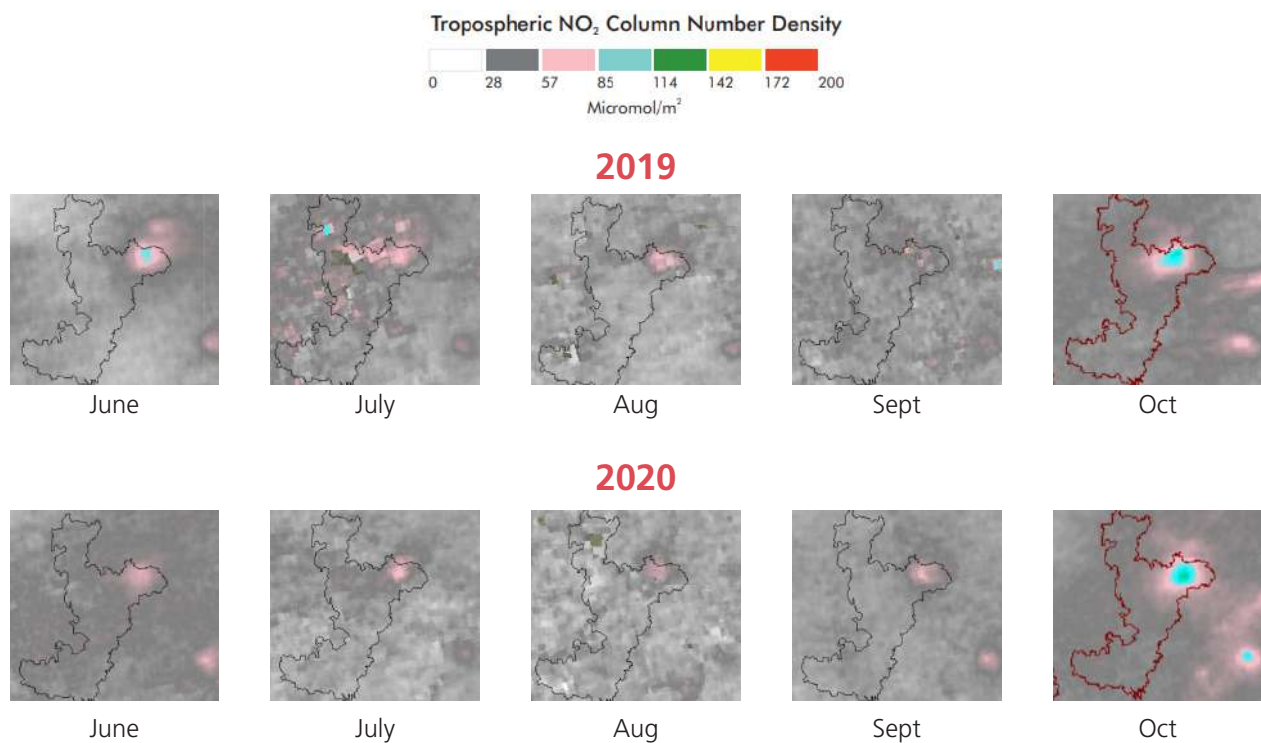 Tropospheric NO₂ Column Number Density
0 28 57 85 114 142 172 200
Micromol/m²
2019
June July Aug Sept Oct
2020
June July Aug Sept Oct